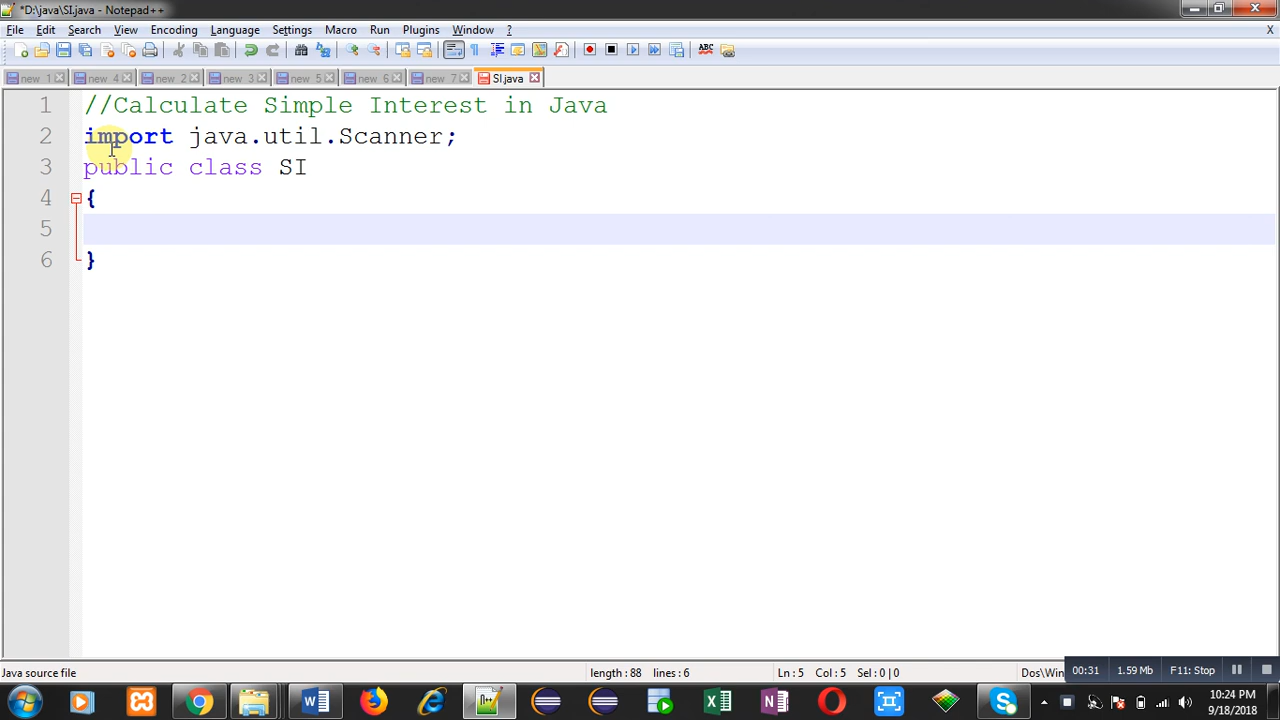 *D:\java\SI.java - Notepad++
File Edit Search View Encoding Language Settings Macro Run Plugins Window ? X
new 1 new 4 new 2 new 3 new 5 new 6 new 7 SI.java
1 //Calculate Simple Interest in Java
2 import java.util.Scanner;
3 public class SI
4 {
5
6 }
Java source file length:88 lines:6 Ln:5 Col:5 Sel:0|0 Dos\Win 00:31 1.59 Mb F11: Stop
10:24 PM
9/18/2018